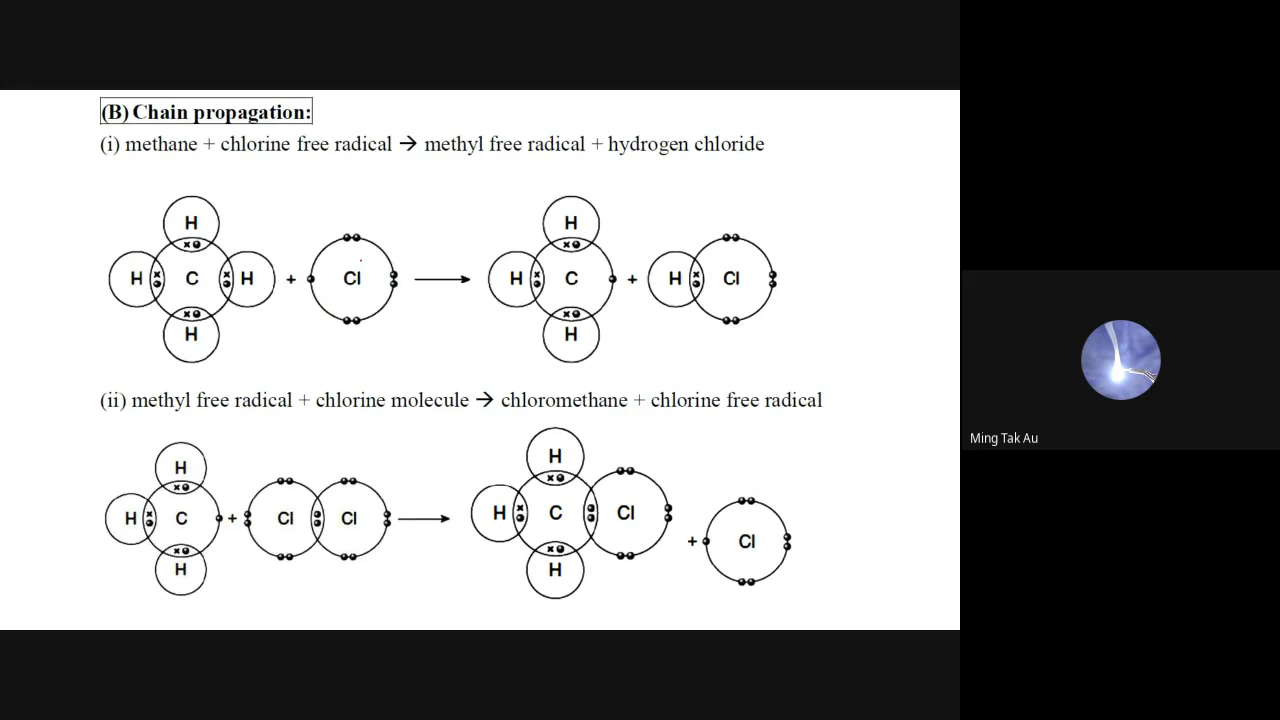 (B) Chain propagation:
(i) methane + chlorine free radical → methyl free radical + hydrogen chloride
H
H C H + Cl → H C + H Cl
H
H
H
(ii) methyl free radical + chlorine molecule → chloromethane + chlorine free radical
H
H C + Cl Cl → H C Cl + Cl
H
H
H
Ming Tak Au